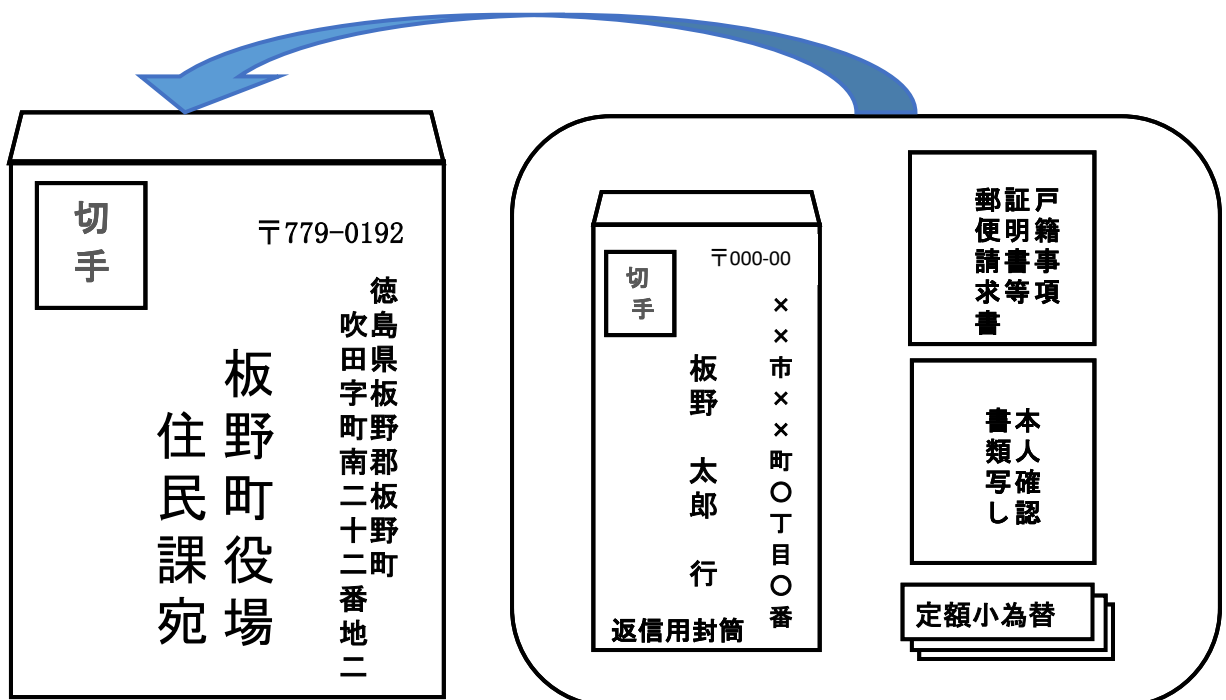 切
手
〒779-0192
徳島県板野郡板野町
吹田字町南二十二番地二
板野町役場
住民課宛
切
手
〒000-00
××市××町○丁目○番
板野　太郎　行
返信用封筒
戸籍事項
証明書等
郵便請求書
本人確認
書類写し
定額小為替